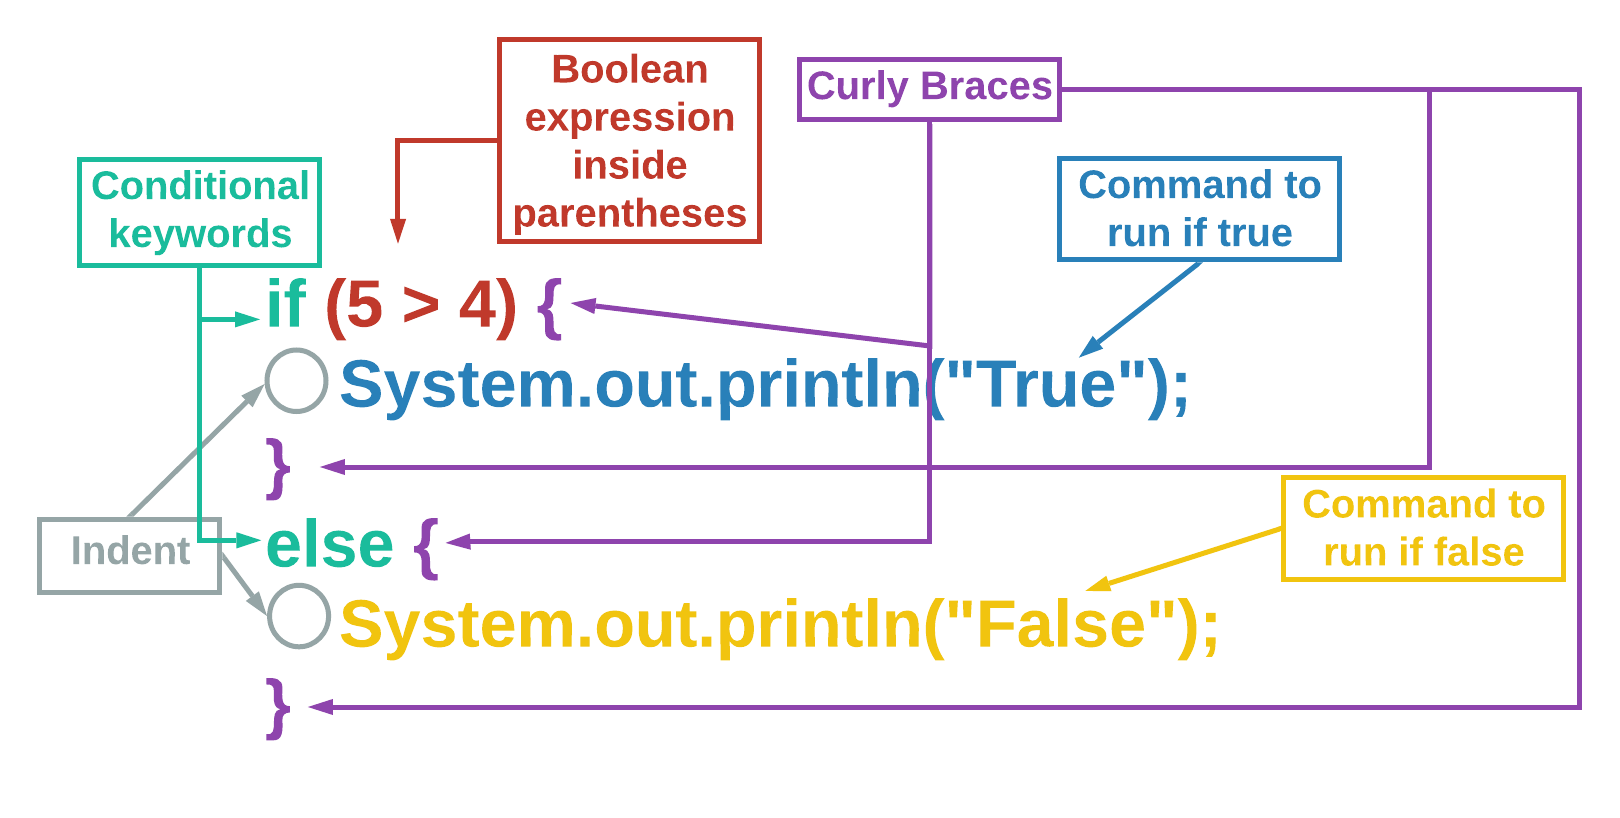 Boolean
expression
inside
parentheses
Curly Braces
Conditional
keywords
Command to
run if true
if (5 > 4) {
System.out.println("True");
}
Indent
else {
Command to
run if false
System.out.println("False");
}